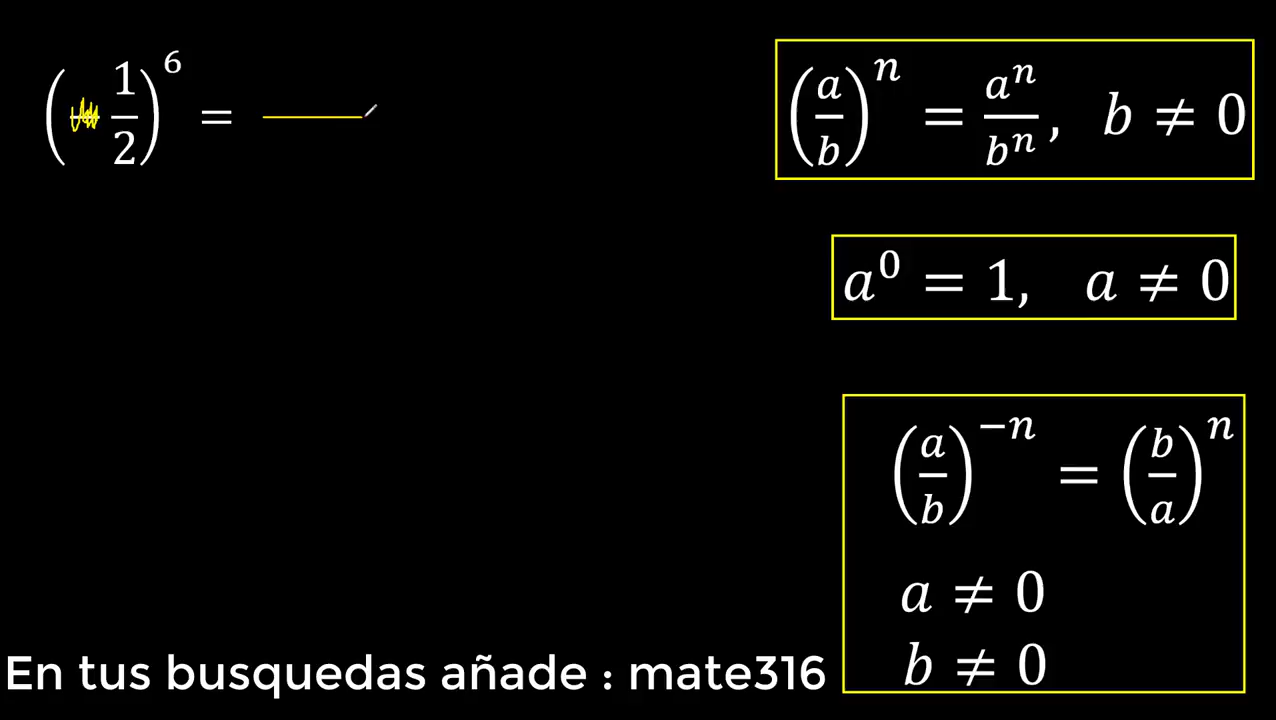 (1/2)^6 =
(a/b)^n = a^n/b^n, b ≠ 0
a^0 = 1, a ≠ 0
(a/b)^−n = (b/a)^n
a ≠ 0
b ≠ 0
En tus busquedas añade : mate316